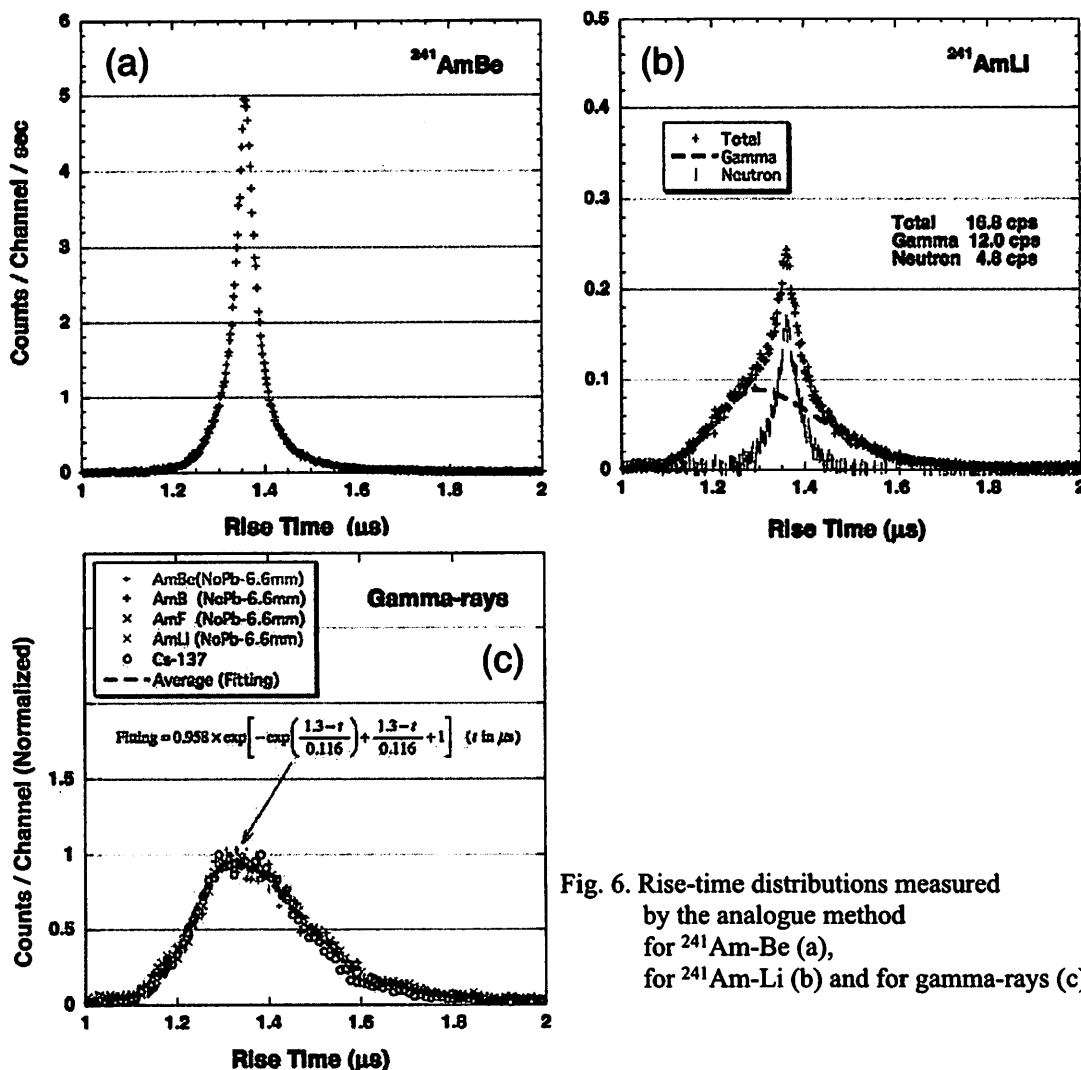 (a)
²⁴¹AmBe
Counts / Channel / sec
6
5
4
3
2
1
0
1 1.2 1.4 1.6 1.8 2
Rise Time (µs)
(b)
²⁴¹AmLi
0.5
0.4
0.3
0.2
0.1
0
Total
Gamma
Neutron
Total 16.8 cps
Gamma 12.0 cps
Neutron 4.8 cps
1 1.2 1.4 1.6 1.8 2
Rise Time (µs)
AmBe(NoPb-6.6mm)
AmB (NoPb-6.6mm)
AmF (NoPb-6.6mm)
AmLi (NoPb-6.6mm)
Cs-137
Average (Fitting)
Gamma-rays
(c)
Fitting = 0.958 × exp[-exp((1.3-t)/0.116) + (1.3-t)/0.116 + 1] (t in µs)
Counts / Channel (Normalized)
1.5
1
0.5
0
1 1.2 1.4 1.6 1.8 2
Rise Time (µs)
Fig. 6. Rise-time distributions measured
by the analogue method
for ²⁴¹Am-Be (a),
for ²⁴¹Am-Li (b) and for gamma-rays (c)